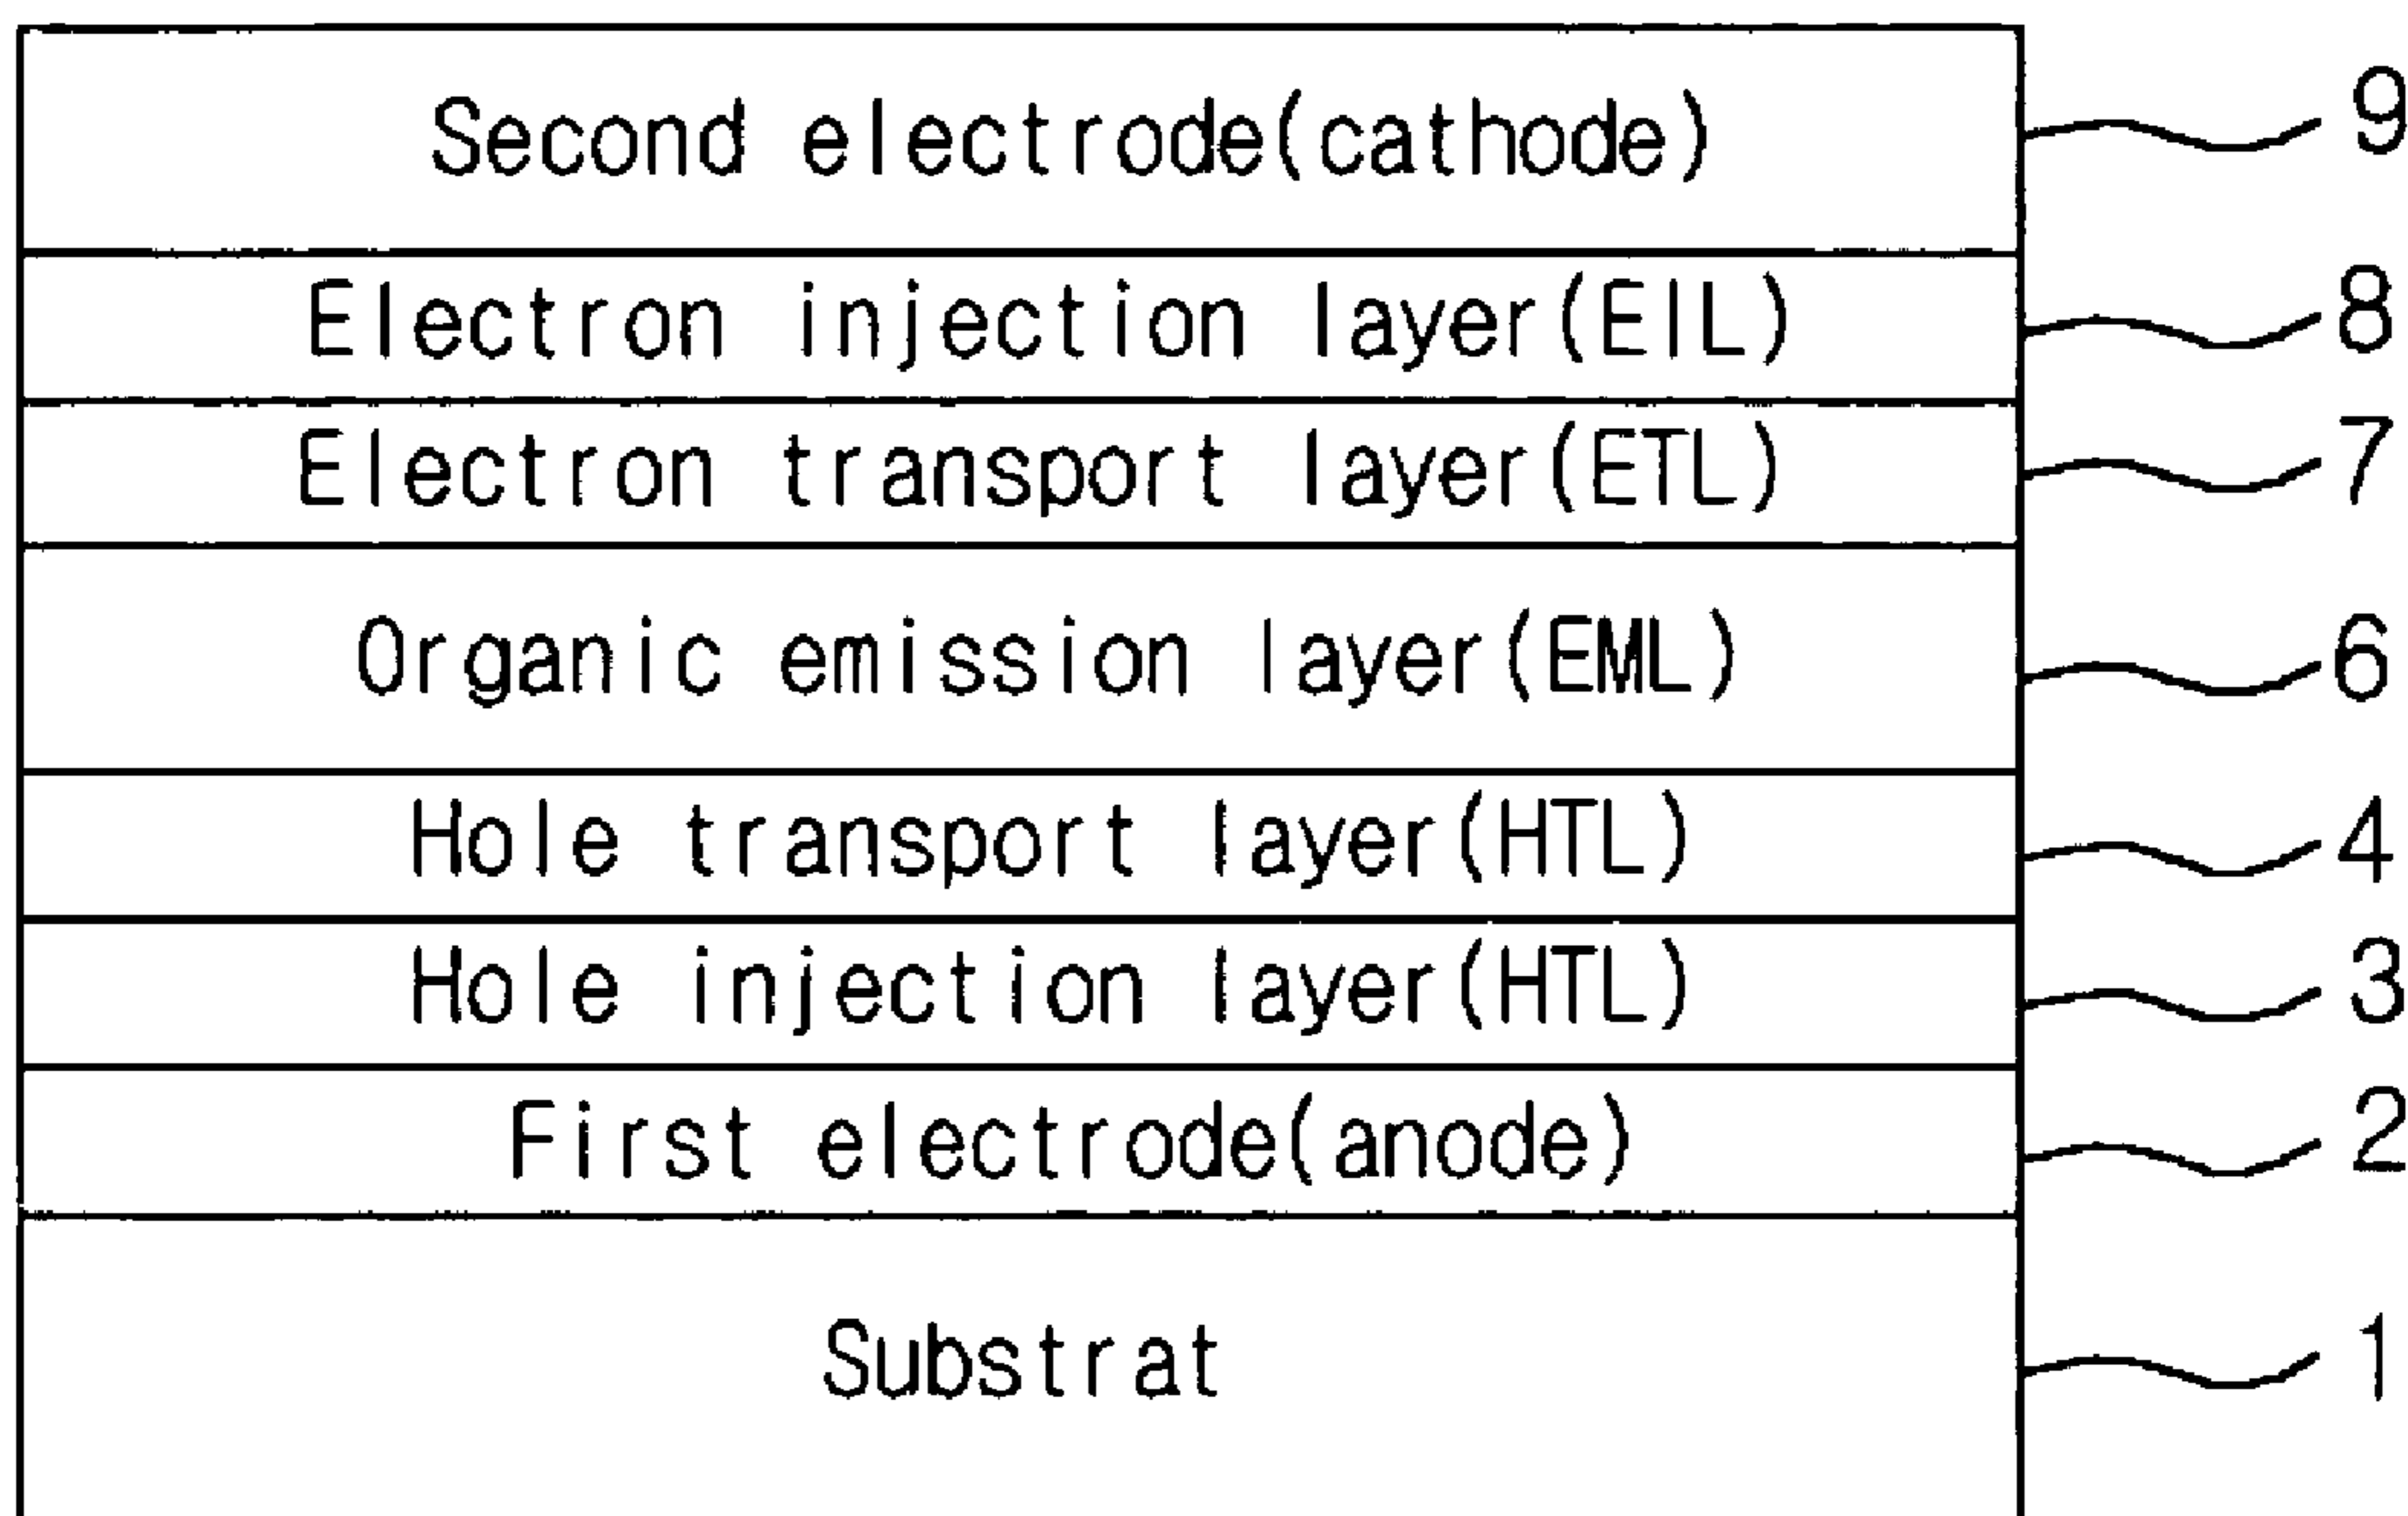 Second electrode(cathode) 9
Electron injection layer(EIL) 8
Electron transport layer(ETL) 7
Organic emission layer(EML) 6
Hole transport layer(HTL) 4
Hole injection layer(HTL) 3
First electrode(anode) 2
Substrat 1